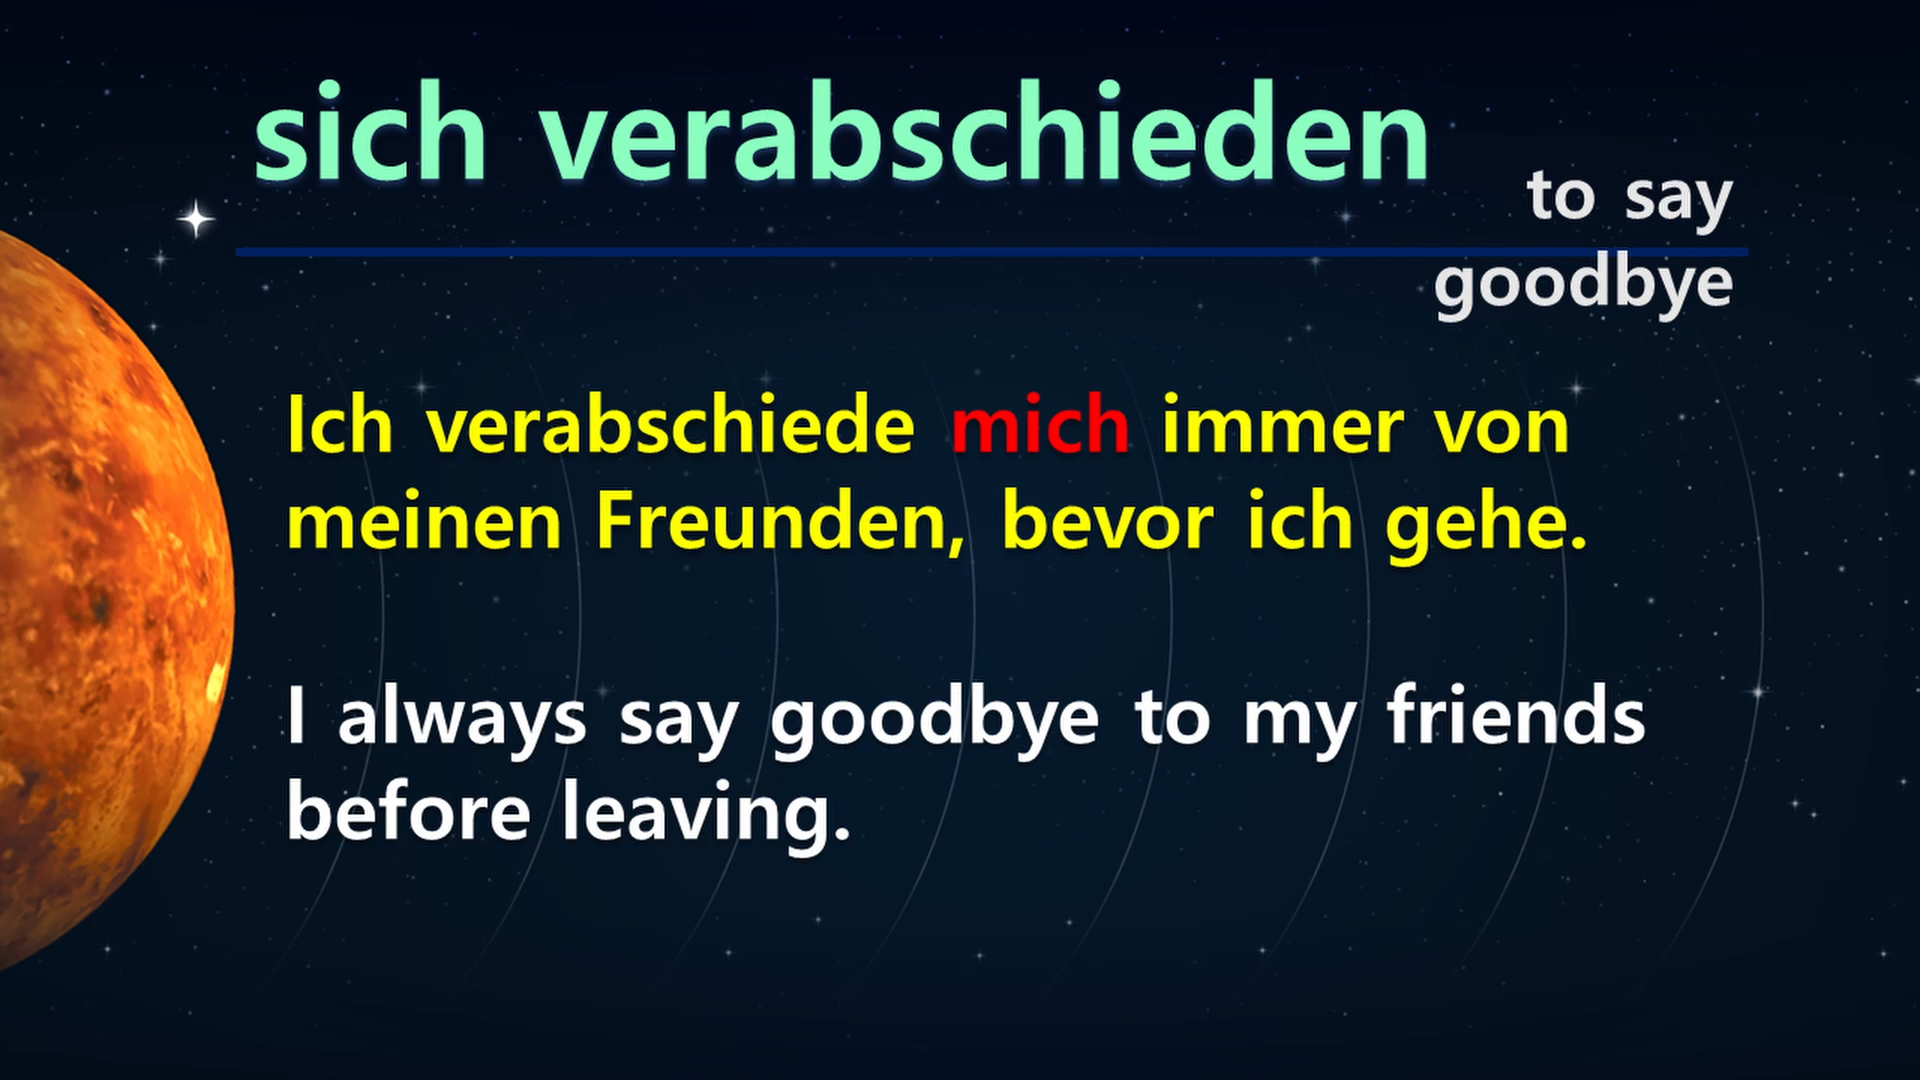 sich verabschieden
to say
goodbye
Ich verabschiede mich immer von
meinen Freunden, bevor ich gehe.
I always say goodbye to my friends
before leaving.